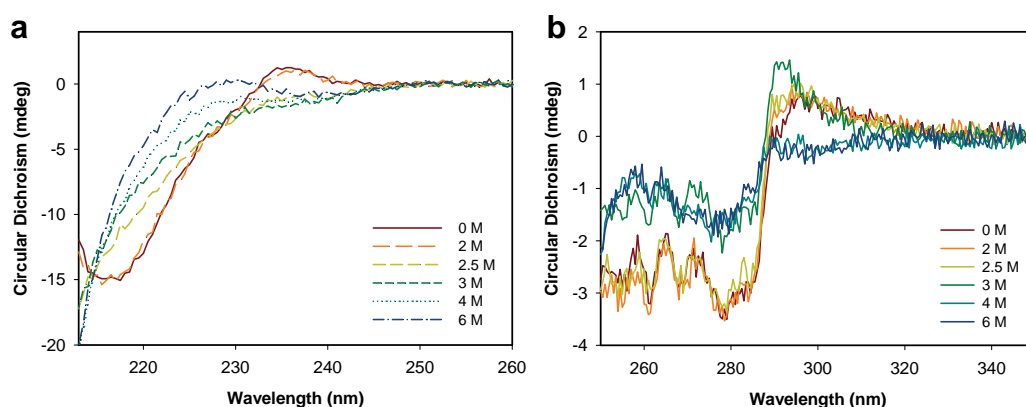 a
Circular Dichroism (mdeg)
0
-5
-10
-15
-20
220
230
240
250
260
Wavelength (nm)
0 M
2 M
2.5 M
3 M
4 M
6 M
b
Circular Dichroism (mdeg)
2
1
0
-1
-2
-3
-4
260
280
300
320
340
Wavelength (nm)
0 M
2 M
2.5 M
3 M
4 M
6 M